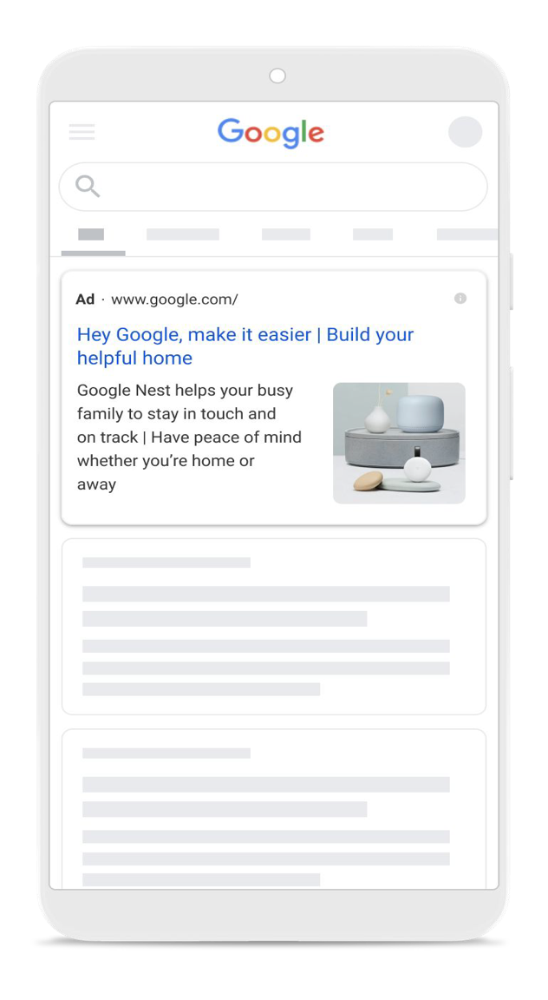 Google
Ad · www.google.com/
Hey Google, make it easier | Build your
helpful home
Google Nest helps your busy
family to stay in touch and
on track | Have peace of mind
whether you’re home or
away